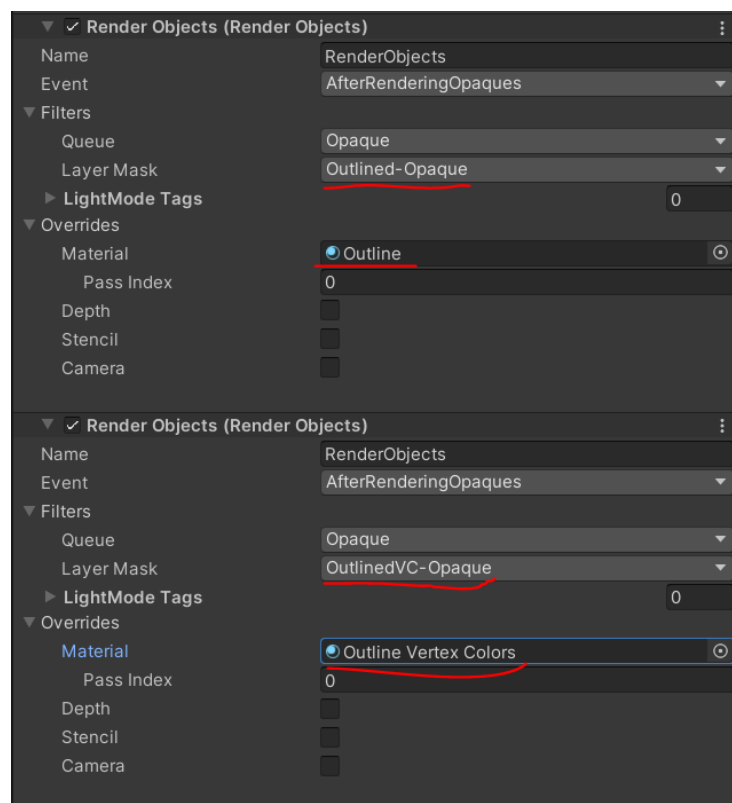 Render Objects (Render Objects)
Name RenderObjects
Event AfterRenderingOpaques
Filters
Queue Opaque
Layer Mask Outlined-Opaque
LightMode Tags 0
Overrides
Material Outline
Pass Index 0
Depth
Stencil
Camera
Render Objects (Render Objects)
Name RenderObjects
Event AfterRenderingOpaques
Filters
Queue Opaque
Layer Mask OutlinedVC-Opaque
LightMode Tags 0
Overrides
Material Outline Vertex Colors
Pass Index 0
Depth
Stencil
Camera